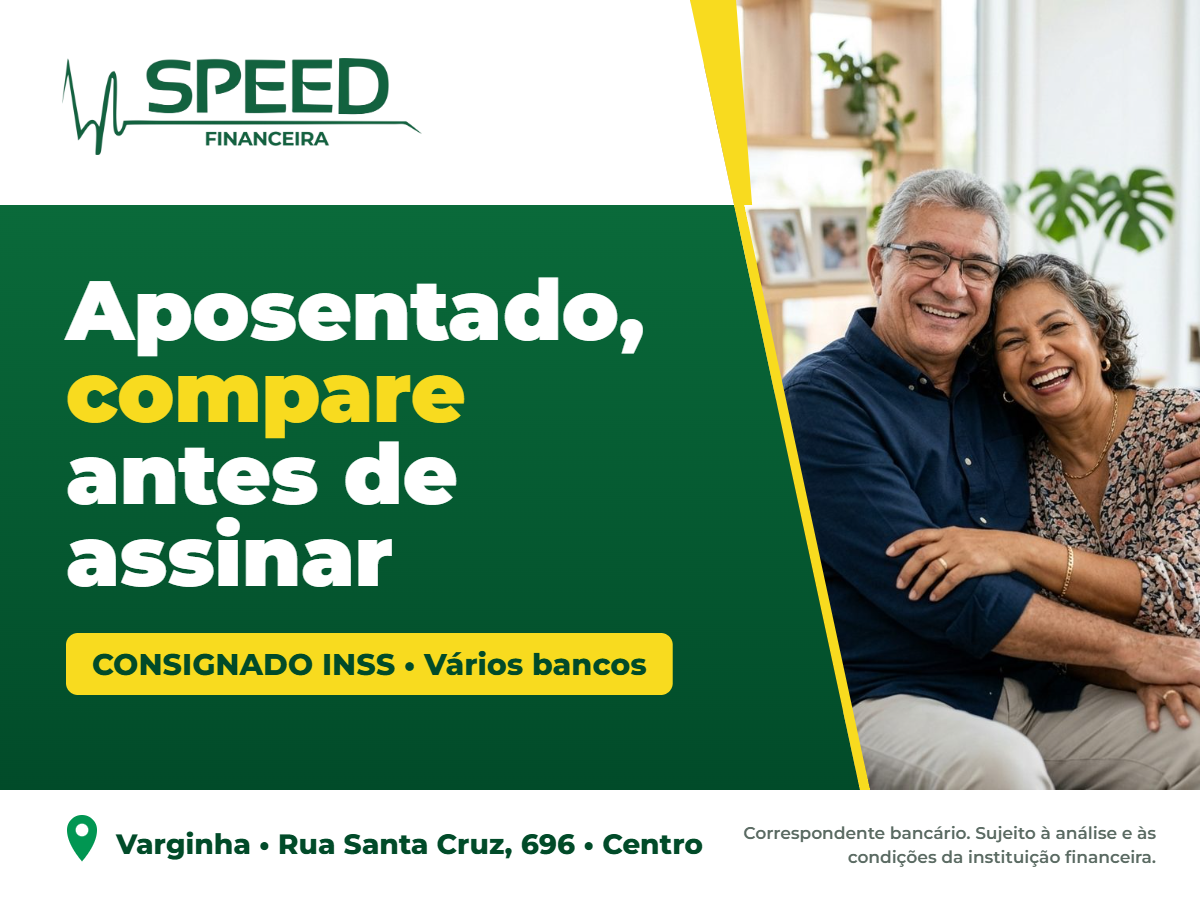 SPEED
FINANCEIRA
Aposentado,
compare
antes de
assinar
CONSIGNADO INSS • Vários bancos
Varginha • Rua Santa Cruz, 696 • Centro
Correspondente bancário. Sujeito à análise e às
condições da instituição financeira.